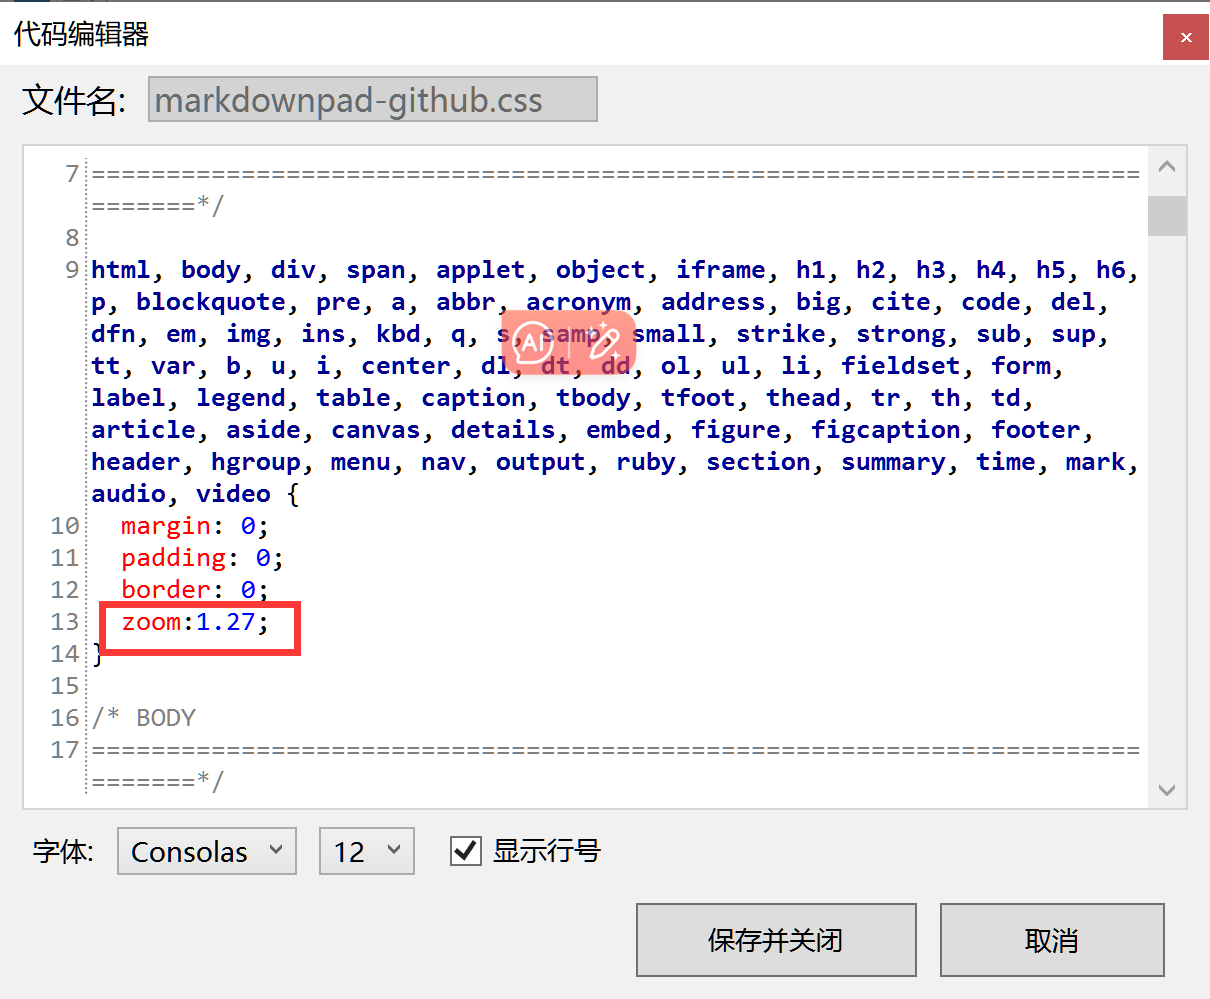 代码编辑器
文件名: markdownpad-github.css
7 ======================================================================
=======*/
8
9 html, body, div, span, applet, object, iframe, h1, h2, h3, h4, h5, h6,
p, blockquote, pre, a, abbr, acronym, address, big, cite, code, del,
dfn, em, img, ins, kbd, q, s, samp, small, strike, strong, sub, sup,
tt, var, b, u, i, center, dl, dt, dd, ol, ul, li, fieldset, form,
label, legend, table, caption, tbody, tfoot, thead, tr, th, td,
article, aside, canvas, details, embed, figure, figcaption, footer,
header, hgroup, menu, nav, output, ruby, section, summary, time, mark,
audio, video {
10 margin: 0;
11 padding: 0;
12 border: 0;
13 zoom:1.27;
14 }
15
16 /* BODY
17 ======================================================================
=======*/
AI
字体: Consolas 12 显示行号
保存并关闭 取消